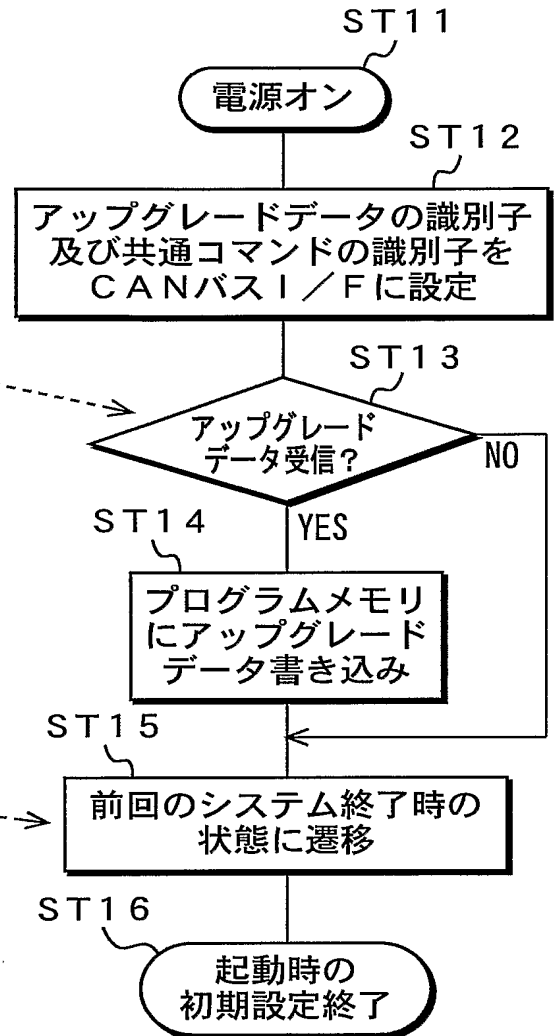 ST11
電源オン
ST12
アップグレードデータの識別子
及び共通コマンドの識別子を
ＣＡＮバスＩ／Ｆに設定
ST13
アップグレード
データ受信？
NO
YES
ST14
プログラムメモリ
にアップグレード
データ書き込み
ST15
前回のシステム終了時の
状態に遷移
ST16
起動時の
初期設定終了